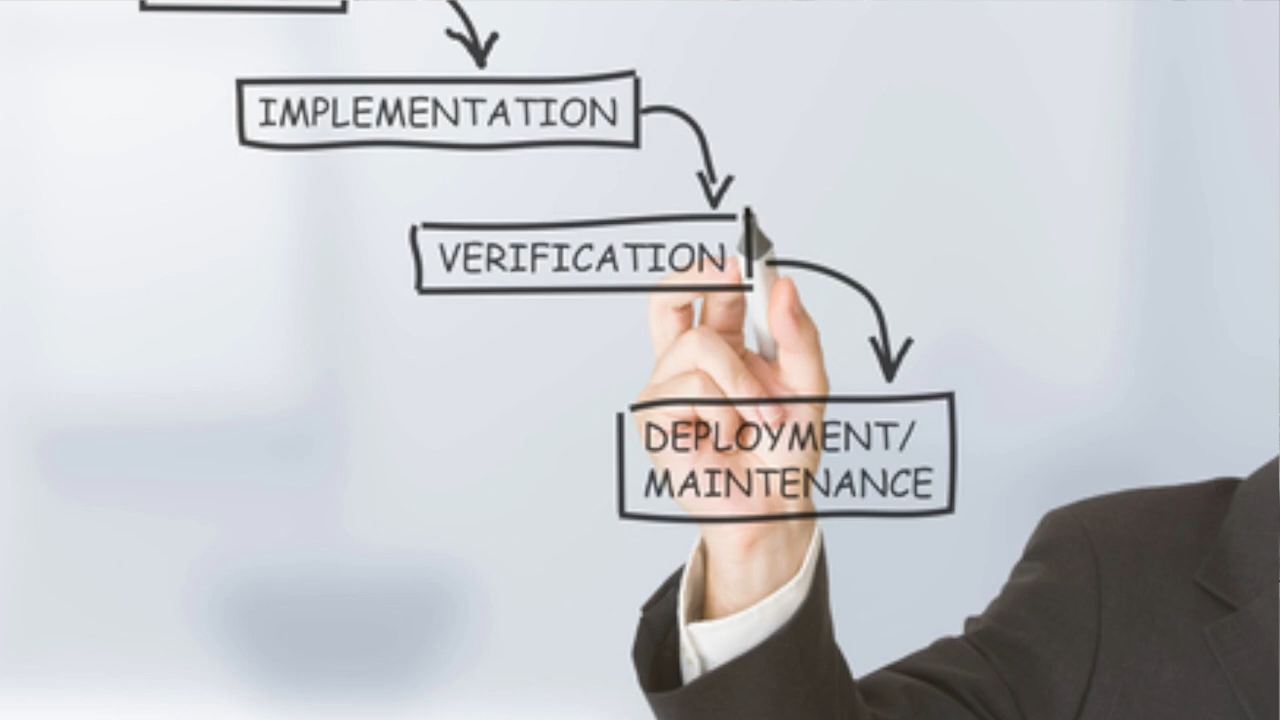 IMPLEMENTATION
VERIFICATION
DEPLOYMENT/
MAINTENANCE